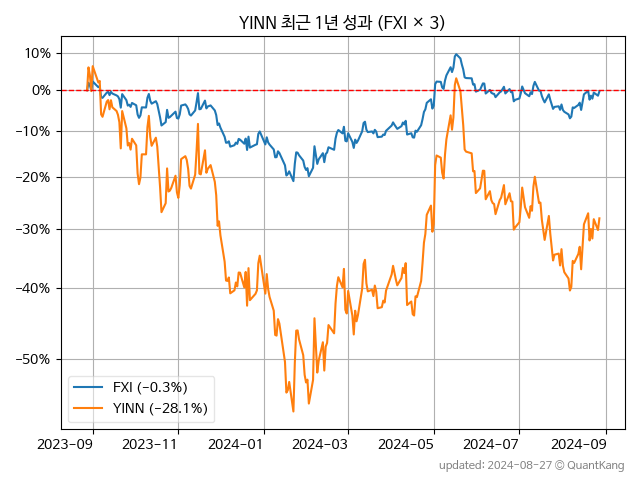 YINN 최근 1년 성과 (FXI × 3)
10%
0%
−10%
−20%
−30%
−40%
−50%
FXI (−0.3%)
YINN (−28.1%)
2023-09 2023-11 2024-01 2024-03 2024-05 2024-07 2024-09
updated: 2024-08-27 © QuantKang